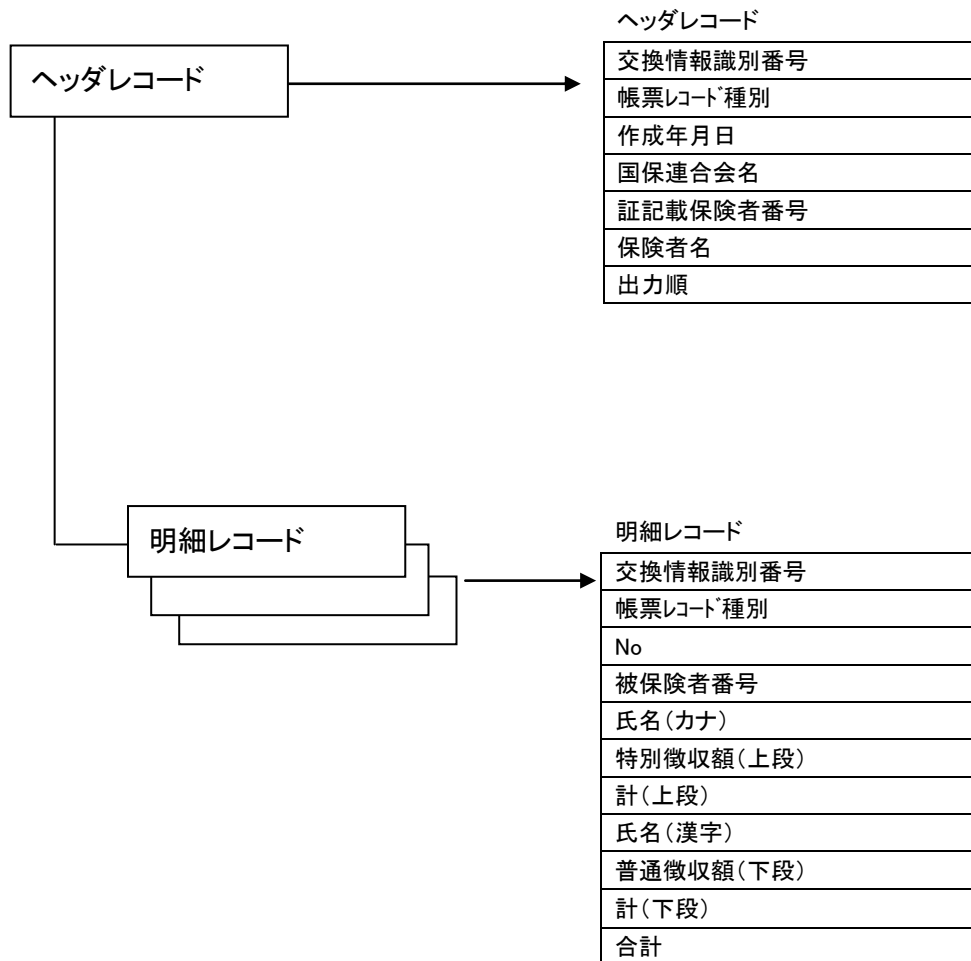 ヘッダレコード
ヘッダレコード
交換情報識別番号
帳票ﾚｺｰﾄﾞ種別
作成年月日
国保連合会名
証記載保険者番号
保険者名
出力順
明細レコード
明細レコード
交換情報識別番号
帳票ﾚｺｰﾄﾞ種別
No
被保険者番号
氏名(カナ)
特別徴収額(上段)
計(上段)
氏名(漢字)
普通徴収額(下段)
計(下段)
合計